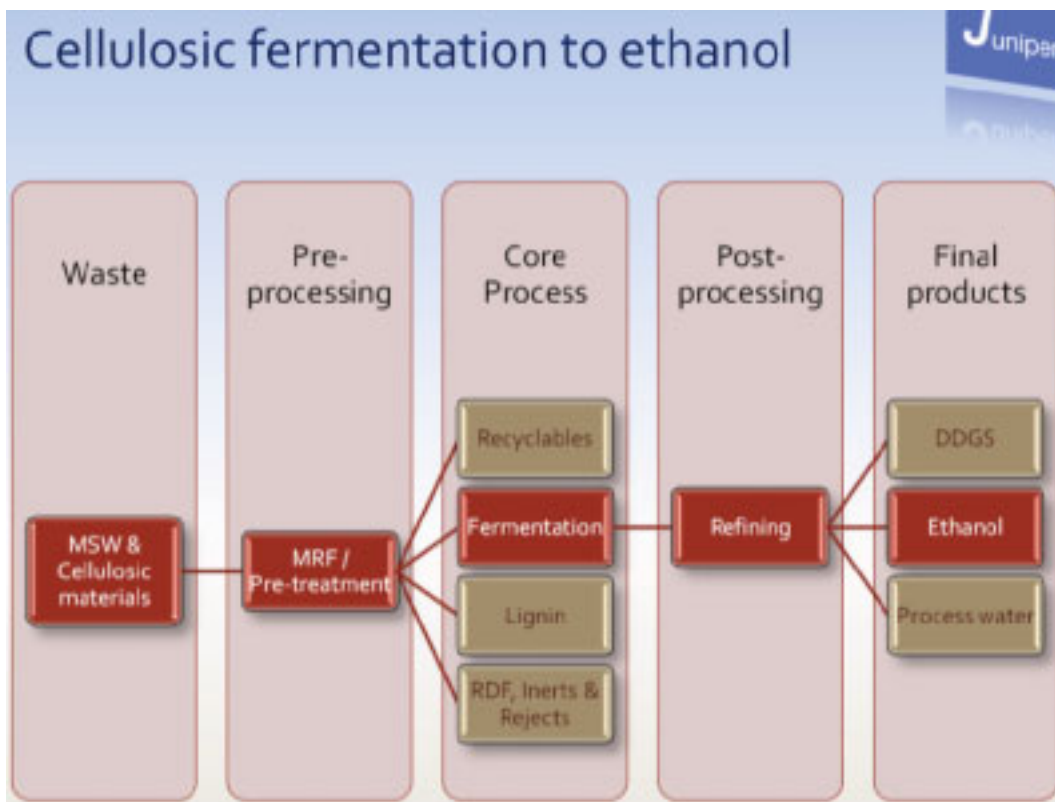 Cellulosic fermentation to ethanol
Juniper
Waste
Pre-
processing
Core
Process
Post-
processing
Final
products
MSW &
Cellulosic
materials
MRF /
Pre-treatment
Recyclables
Fermentation
Lignin
RDF, Inerts &
Rejects
Refining
DDGS
Ethanol
Process water